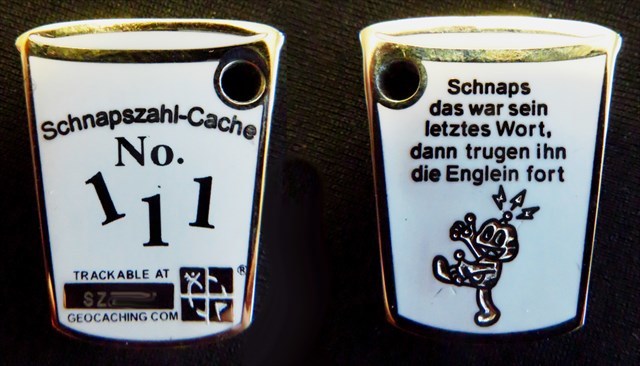 Schnapszahl-Cache
No.
111
TRACKABLE AT
SZ
GEOCACHING.COM
®
Schnaps
das war sein
letztes Wort,
dann trugen ihn
die Englein fort